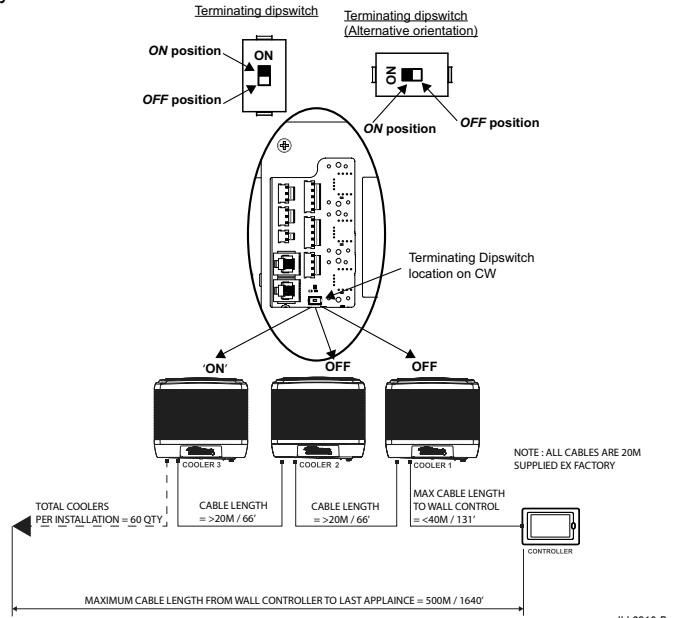 Terminating dipswitch
Terminating dipswitch
(Alternative orientation)
ON position
ON
OFF position
ON
ON position
OFF position
Terminating Dipswitch
location on CW
'ON'
OFF
OFF
COOLER 3
COOLER 2
COOLER 1
NOTE : ALL CABLES ARE 20M
SUPPLIED EX FACTORY
TOTAL COOLERS
PER INSTALLATION = 60 QTY
CABLE LENGTH
= >20M / 66'
CABLE LENGTH
= >20M / 66'
MAX CABLE LENGTH
TO WALL CONTROL
= <40M / 131'
CONTROLLER
MAXIMUM CABLE LENGTH FROM WALL CONTROLLER TO LAST APPLAINCE = 500M / 1640'